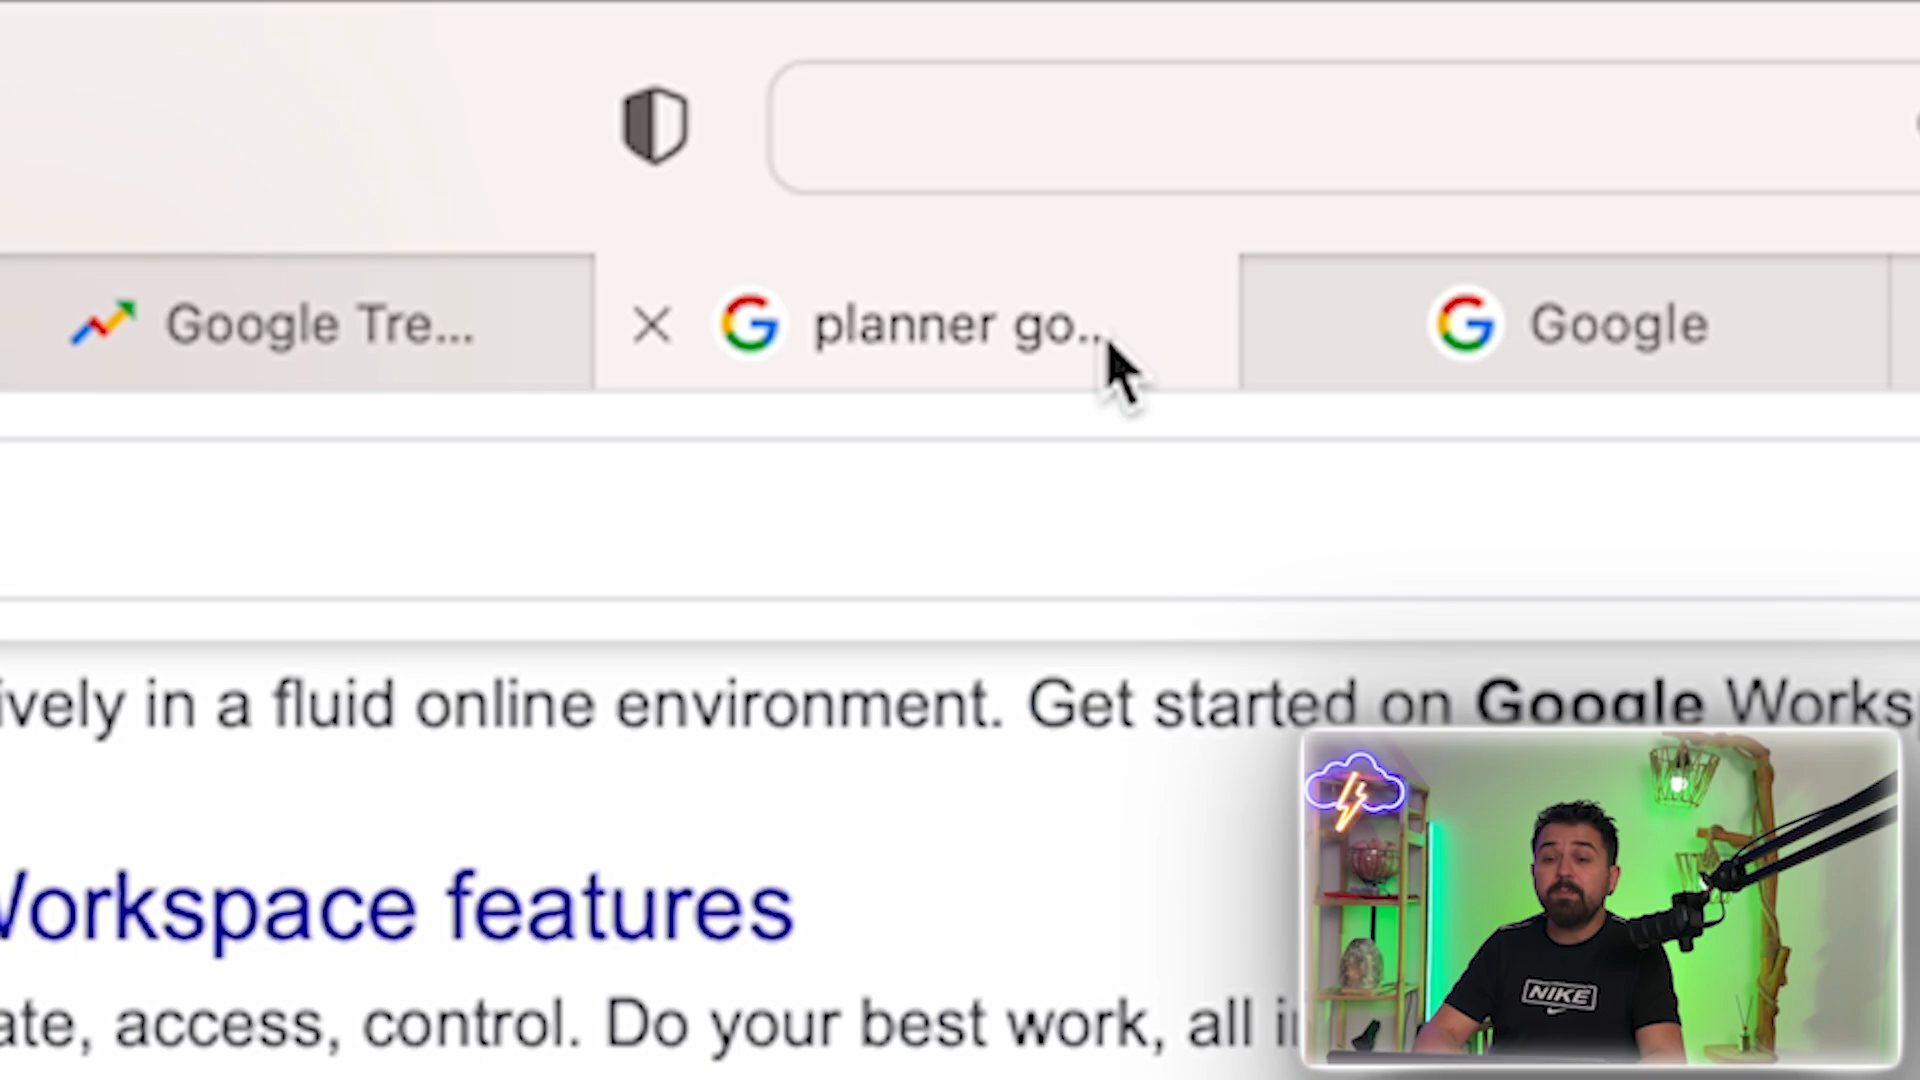 Google Tre...
planner go...
Google
ively in a fluid online environment. Get started on Google Works
Workspace features
ate, access, control. Do your best work, all i
NIKE